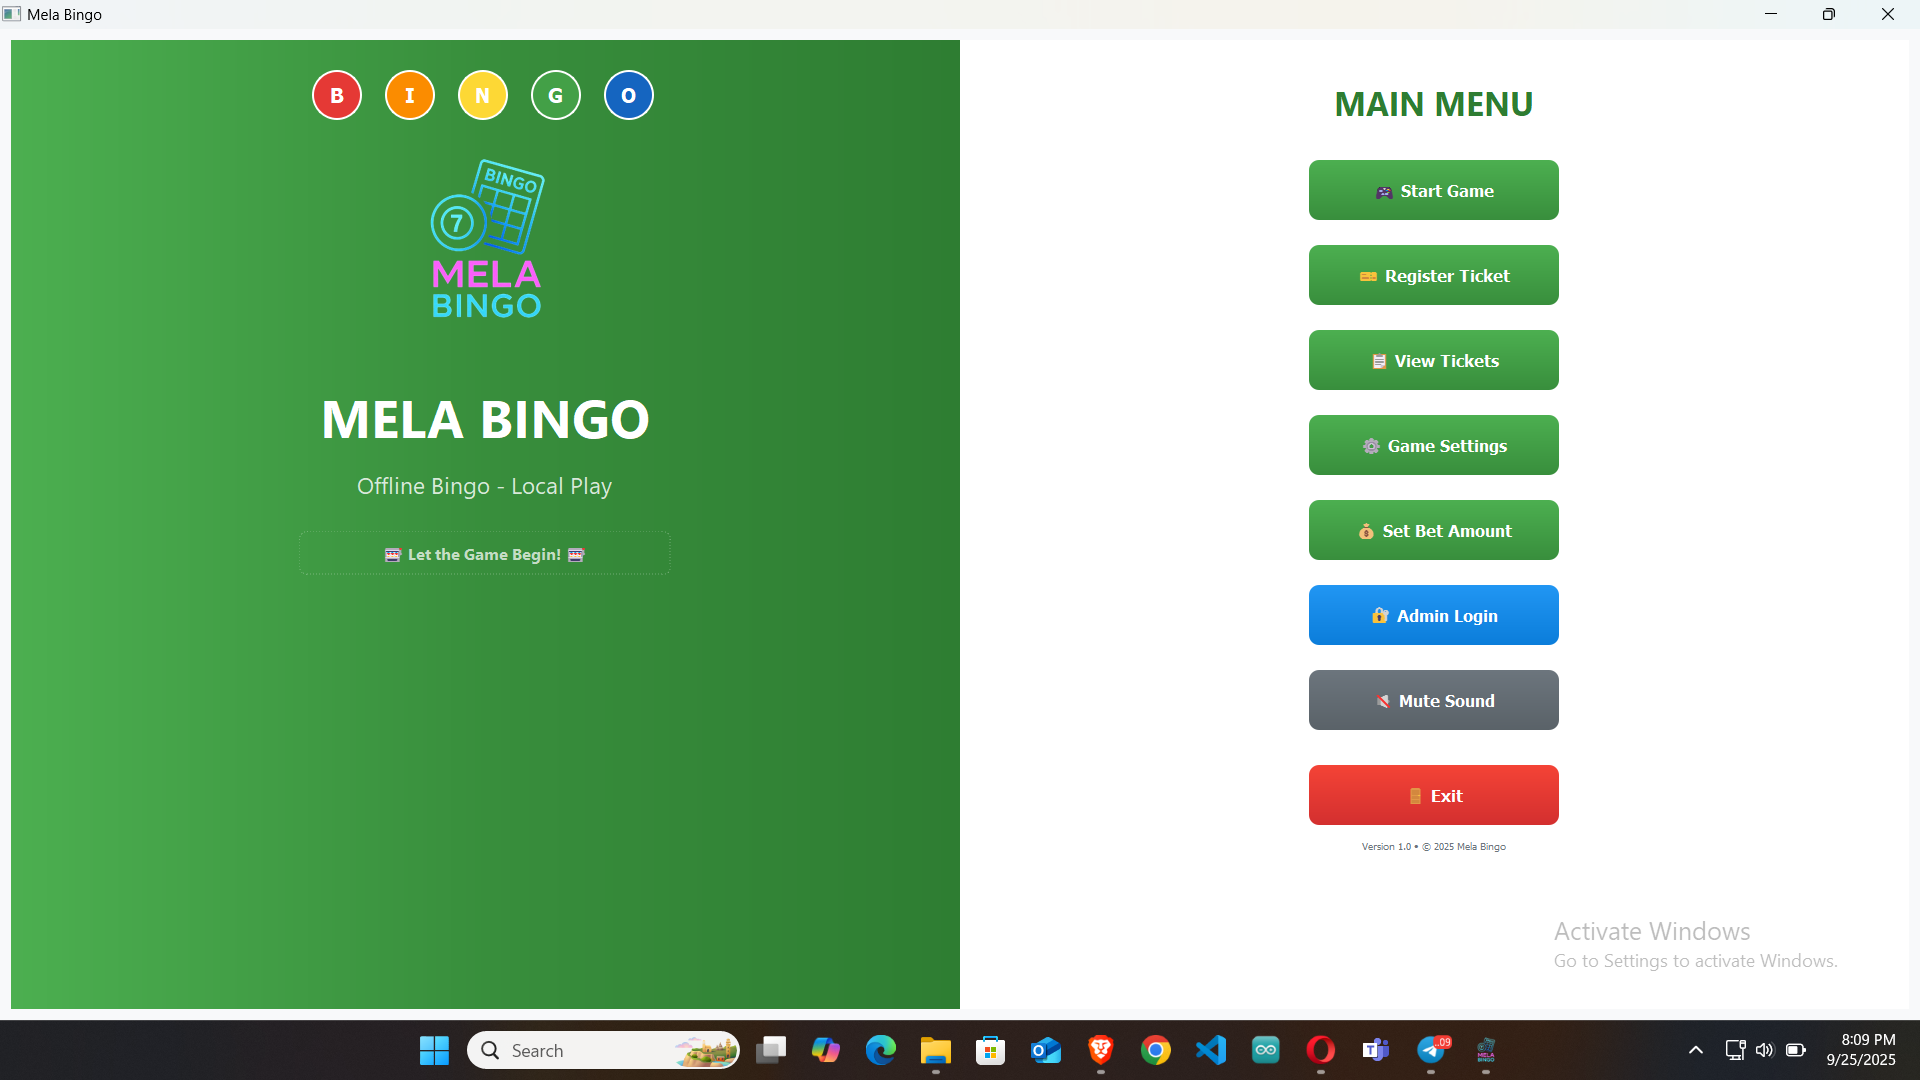 Mela Bingo
B I N G O
BINGO
7
MELA
BINGO
MELA BINGO
Offline Bingo - Local Play
Let the Game Begin!
MAIN MENU
Start Game
Register Ticket
View Tickets
Game Settings
Set Bet Amount
Admin Login
Mute Sound
Exit
Version 1.0 • © 2025 Mela Bingo
Activate Windows
Go to Settings to activate Windows.
Search
.09
MELA
BINGO
8:09 PM
9/25/2025